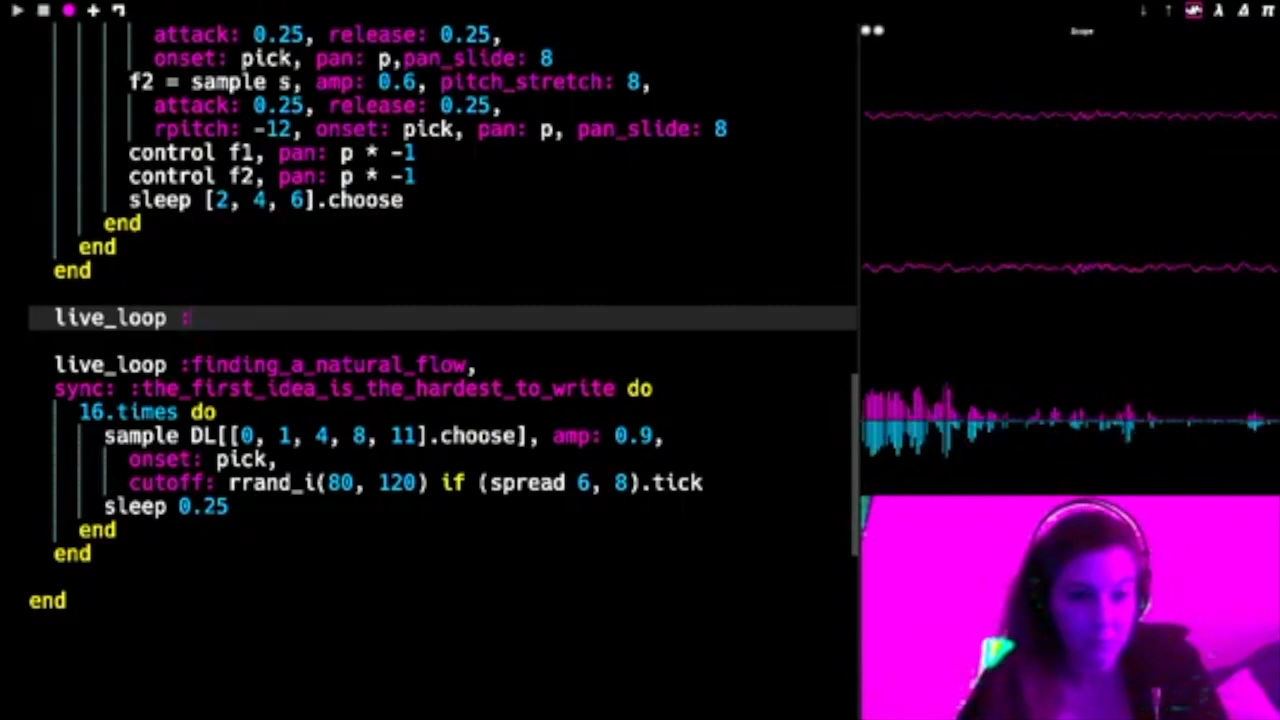 Scope
attack: 0.25, release: 0.25,
onset: pick, pan: p,pan_slide: 8
f2 = sample s, amp: 0.6, pitch_stretch: 8,
attack: 0.25, release: 0.25,
rpitch: -12, onset: pick, pan: p, pan_slide: 8
control f1, pan: p * -1
control f2, pan: p * -1
sleep [2, 4, 6].choose
end
end
end
live_loop :
live_loop :finding_a_natural_flow,
sync: :the_first_idea_is_the_hardest_to_write do
16.times do
sample DL[[0, 1, 4, 8, 11].choose], amp: 0.9,
onset: pick,
cutoff: rrand_i(80, 120) if (spread 6, 8).tick
sleep 0.25
end
end
end